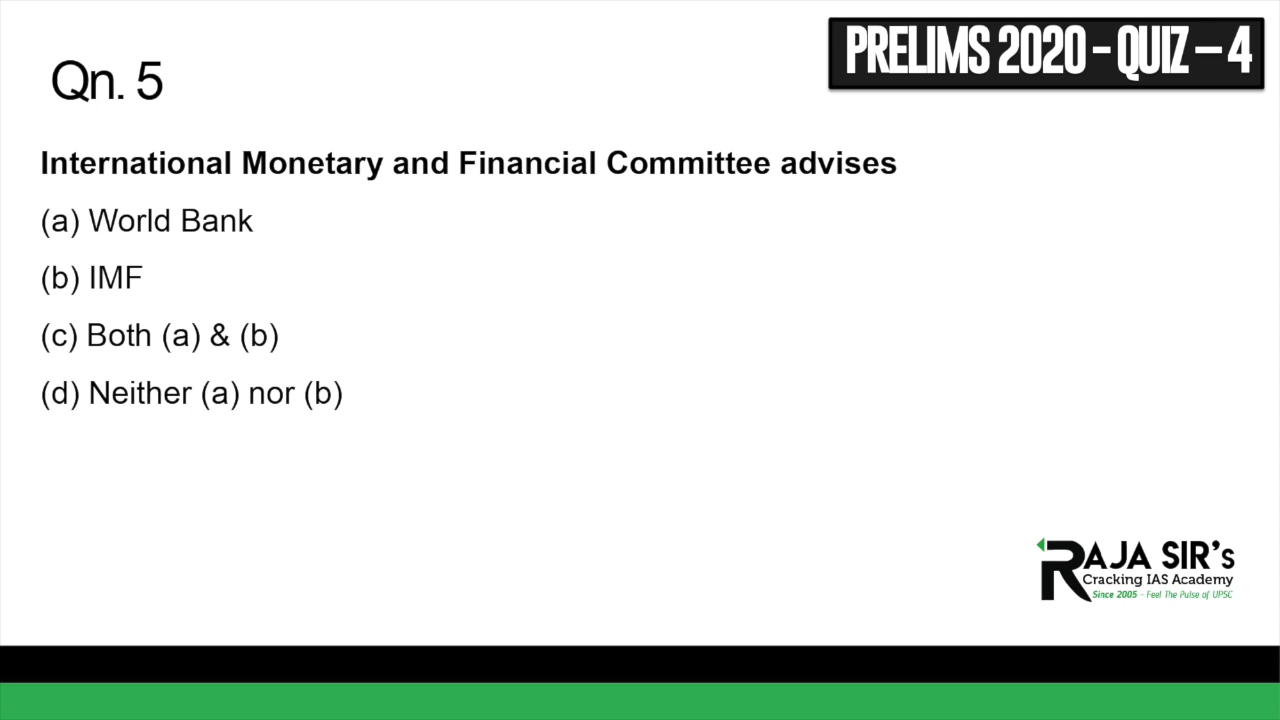 PRELIMS 2020 – QUIZ – 4
Qn. 5
International Monetary and Financial Committee advises
(a) World Bank
(b) IMF
(c) Both (a) & (b)
(d) Neither (a) nor (b)
RAJA SIR's
Cracking IAS Academy
Since 2005 - Feel The Pulse of UPSC